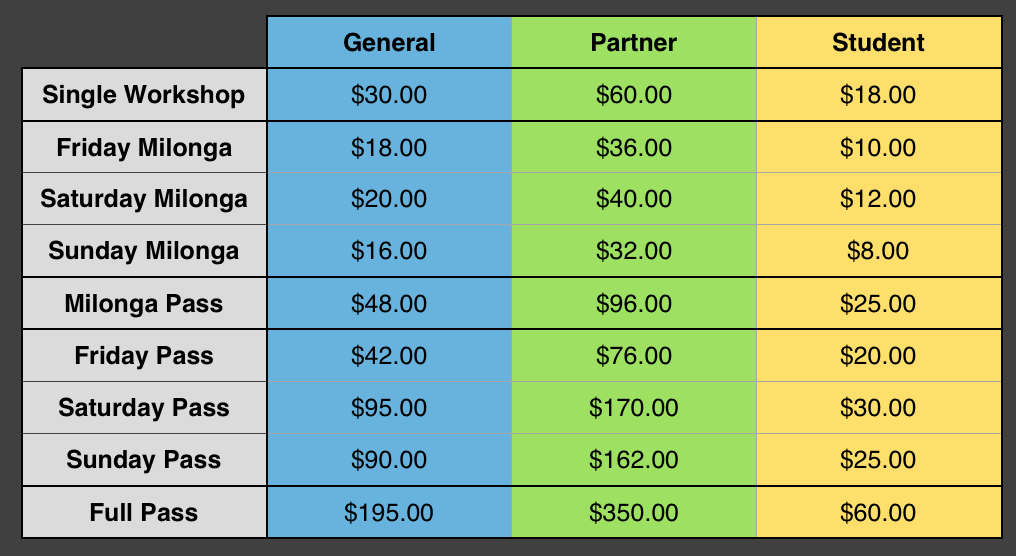 General Partner Student
Single Workshop $30.00 $60.00 $18.00
Friday Milonga $18.00 $36.00 $10.00
Saturday Milonga $20.00 $40.00 $12.00
Sunday Milonga $16.00 $32.00 $8.00
Milonga Pass $48.00 $96.00 $25.00
Friday Pass $42.00 $76.00 $20.00
Saturday Pass $95.00 $170.00 $30.00
Sunday Pass $90.00 $162.00 $25.00
Full Pass $195.00 $350.00 $60.00